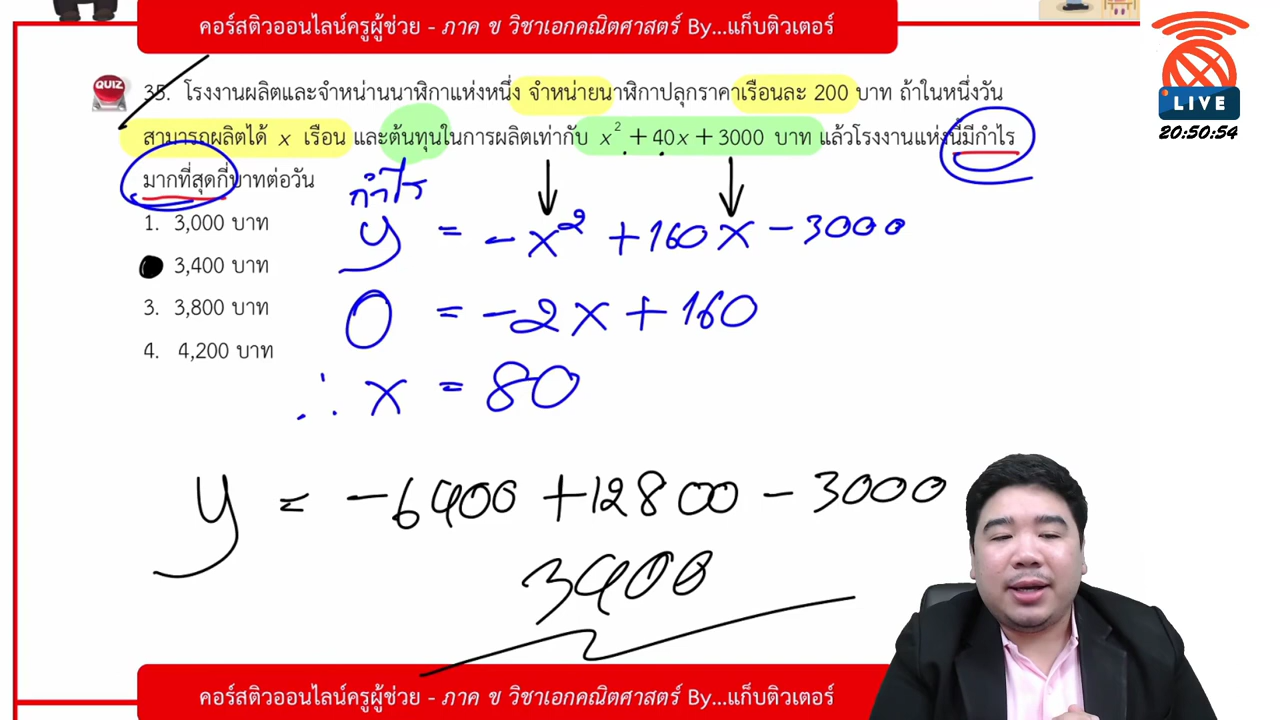 คอร์สติวออนไลน์ครูผู้ช่วย - ภาค ข วิชาเอกคณิตศาสตร์ By...แก็บติวเตอร์
QUIZ
35. โรงงานผลิตและจำหน่านนาฬิกาแห่งหนึ่ง จำหน่ายนาฬิกาปลุกราคาเรือนละ 200 บาท ถ้าในหนึ่งวัน
สามารถผลิตได้ x เรือน และต้นทุนในการผลิตเท่ากับ x² + 40x + 3000 บาท แล้วโรงงานแห่งนี้มีกำไร
มากที่สุดกี่บาทต่อวัน
LIVE
20:50:54
1. 3,000 บาท
3,400 บาท
3. 3,800 บาท
4. 4,200 บาท
กำไร
y = -x² + 160x - 3000
0 = -2x + 160
∴ x = 80
y = -6400 + 12800 - 3000
3400
คอร์สติวออนไลน์ครูผู้ช่วย - ภาค ข วิชาเอกคณิตศาสตร์ By...แก็บติวเตอร์